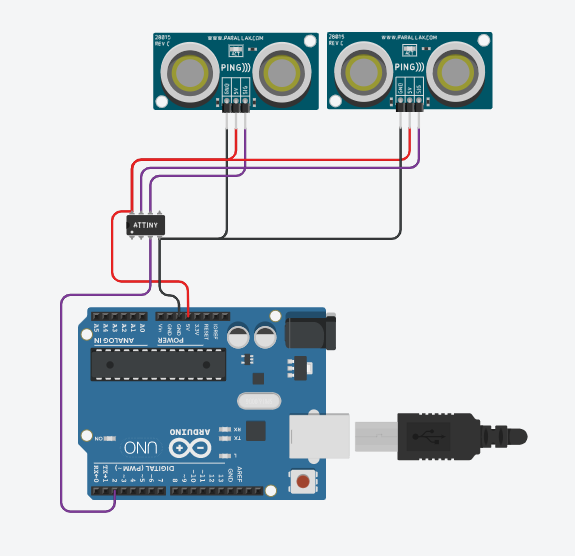 28015
REV C
WWW.PARALLAX.COM
PING)))
GND
5V
SIG
28015
REV C
WWW.PARALLAX.COM
PING)))
GND
5V
SIG
ATTINY
A5
A4
A3
A2
A1
A0
ANALOG IN
Vin
GND
GND
5V
3.3V
RESET
IOREF
POWER
ON
UNO
ARDUINO
RX
TX
L
DIGITAL (PWM~)
RX←0
TX→1
2
~3
4
~5
~6
7
8
~9
~10
~11
12
13
GND
AREF